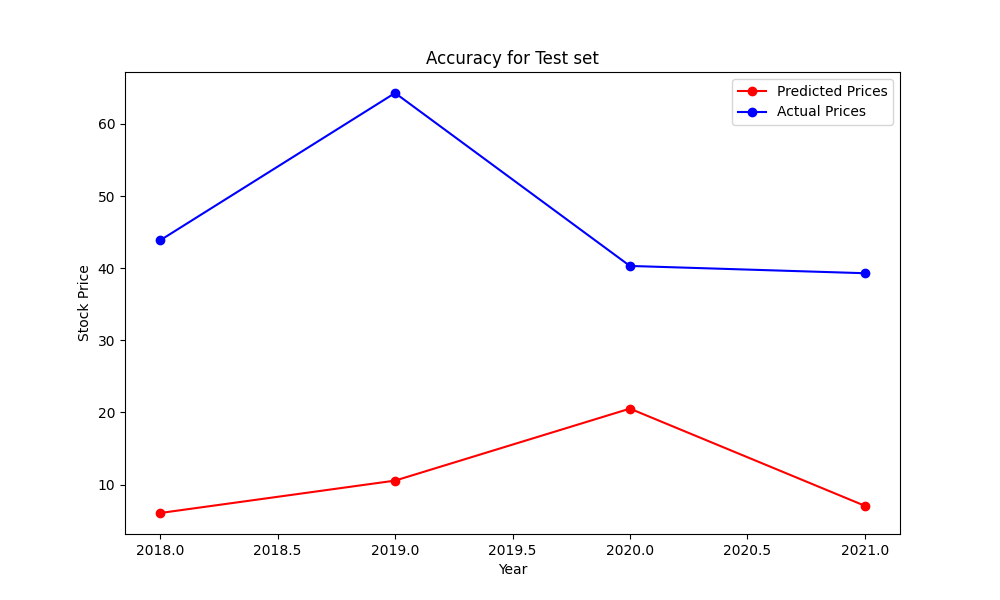 Accuracy for Test set
Predicted Prices
Actual Prices
Stock Price
60
50
40
30
20
10
2018.0 2018.5 2019.0 2019.5 2020.0 2020.5 2021.0
Year